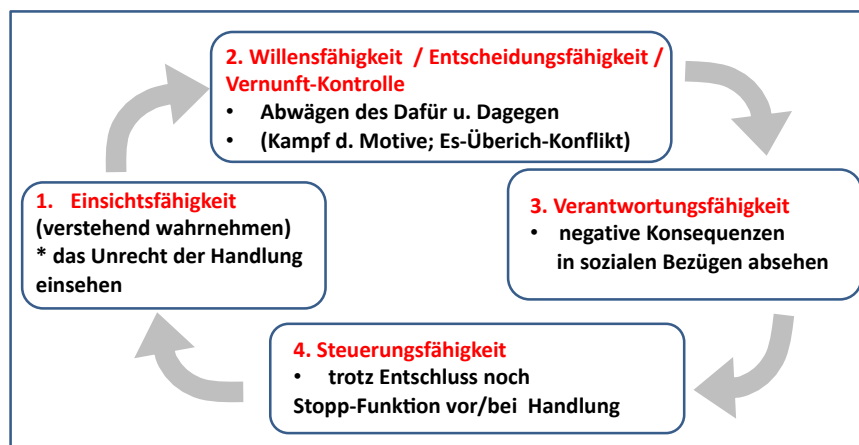 1. Einsichtsfähigkeit
(verstehend wahrnehmen)
* das Unrecht der Handlung
einsehen
2. Willensfähigkeit / Entscheidungsfähigkeit /
Vernunft-Kontrolle
• Abwägen des Dafür u. Dagegen
• (Kampf d. Motive; Es-Überich-Konflikt)
3. Verantwortungsfähigkeit
• negative Konsequenzen
in sozialen Bezügen absehen
4. Steuerungsfähigkeit
• trotz Entschluss noch
Stopp-Funktion vor/bei Handlung